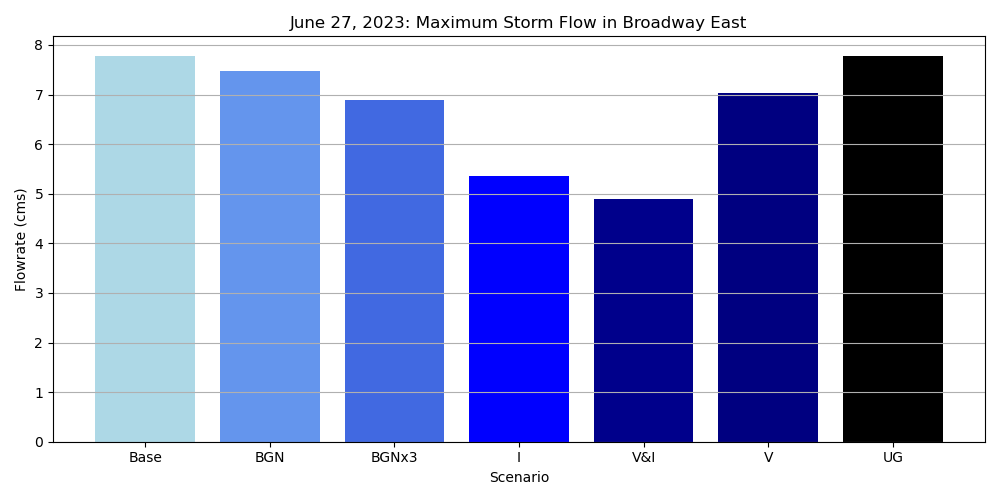 June 27, 2023: Maximum Storm Flow in Broadway East
8
7
6
5
4
3
2
1
0
Flowrate (cms)
Base BGN BGNx3 I V&I V UG
Scenario